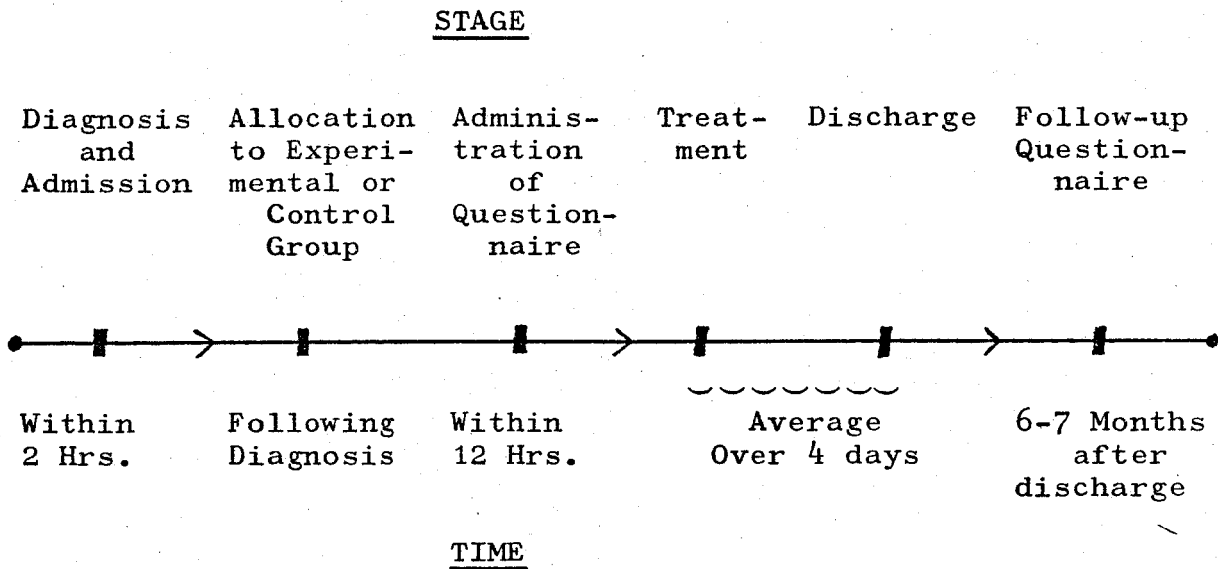 STAGE
Diagnosis
and
Admission
Allocation
to Experi-
mental or
Control
Group
Adminis-
tration
of
Question-
naire
Treat-
ment
Discharge
Follow-up
Question-
naire
Within
2 Hrs.
Following
Diagnosis
Within
12 Hrs.
Average
Over 4 days
6-7 Months
after
discharge
TIME